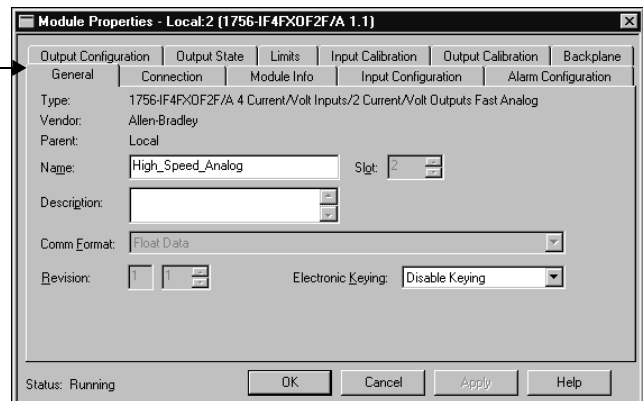 Module Properties - Local:2 (1756-IF4FXOF2F/A 1.1)
Output Configuration Output State Limits Input Calibration Output Calibration Backplane
General Connection Module Info Input Configuration Alarm Configuration
Type: 1756-IF4FXOF2F/A 4 Current/Volt Inputs/2 Current/Volt Outputs Fast Analog
Vendor: Allen-Bradley
Parent: Local
Name: High_Speed_Analog Slot: 2
Description:
Comm Format: Float Data
Revision: 1 1 Electronic Keying: Disable Keying
Status: Running OK Cancel Apply Help